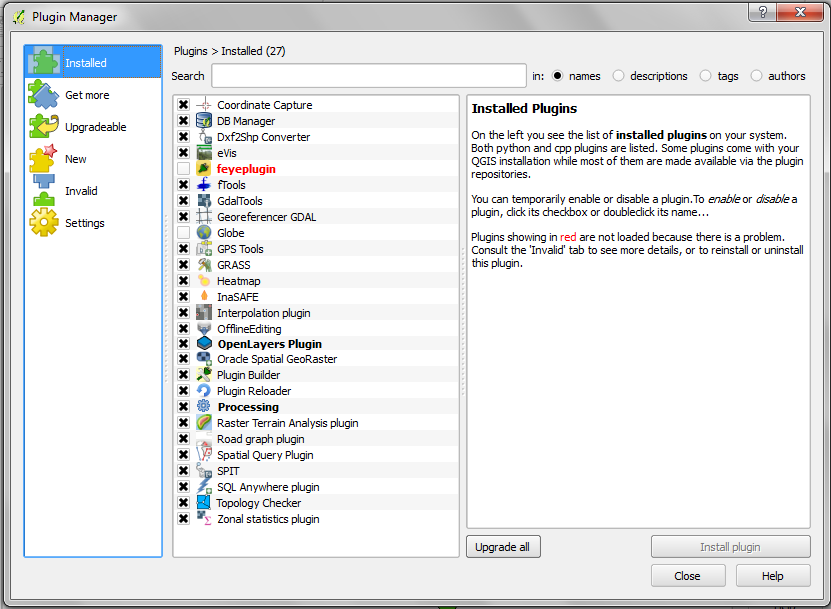 Plugin Manager
?
Plugins > Installed (27)
Search
in: names descriptions tags authors
Installed
Get more
Upgradeable
New
Invalid
Settings
Coordinate Capture
DB Manager
Dxf2Shp Converter
eVis
feyeplugin
fTools
GdalTools
Georeferencer GDAL
Globe
GPS Tools
GRASS
Heatmap
InaSAFE
Interpolation plugin
OfflineEditing
OpenLayers Plugin
Oracle Spatial GeoRaster
Plugin Builder
Plugin Reloader
Processing
Raster Terrain Analysis plugin
Road graph plugin
Spatial Query Plugin
SPIT
SQL Anywhere plugin
Topology Checker
Zonal statistics plugin
Installed Plugins
On the left you see the list of installed plugins on your system.
Both python and cpp plugins are listed. Some plugins come with your
QGIS installation while most of them are made available via the plugin
repositories.
You can temporarily enable or disable a plugin.To enable or disable a
plugin, click its checkbox or doubleclick its name...
Plugins showing in red are not loaded because there is a problem.
Consult the 'Invalid' tab to see more details, or to reinstall or uninstall
this plugin.
Upgrade all
Install plugin
Close
Help